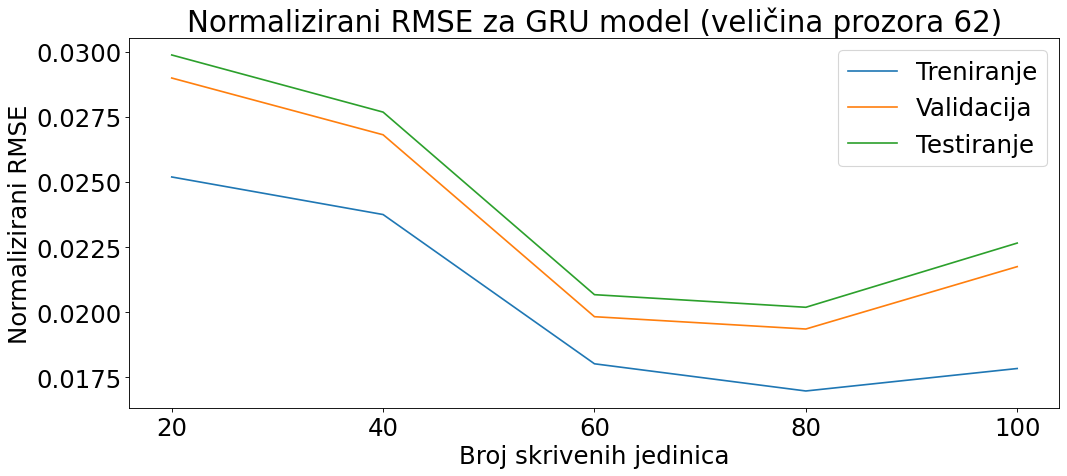 Normalizirani RMSE za GRU model (veličina prozora 62)
Normalizirani RMSE
0.0300
0.0275
0.0250
0.0225
0.0200
0.0175
Treniranje
Validacija
Testiranje
20 40 60 80 100
Broj skrivenih jedinica